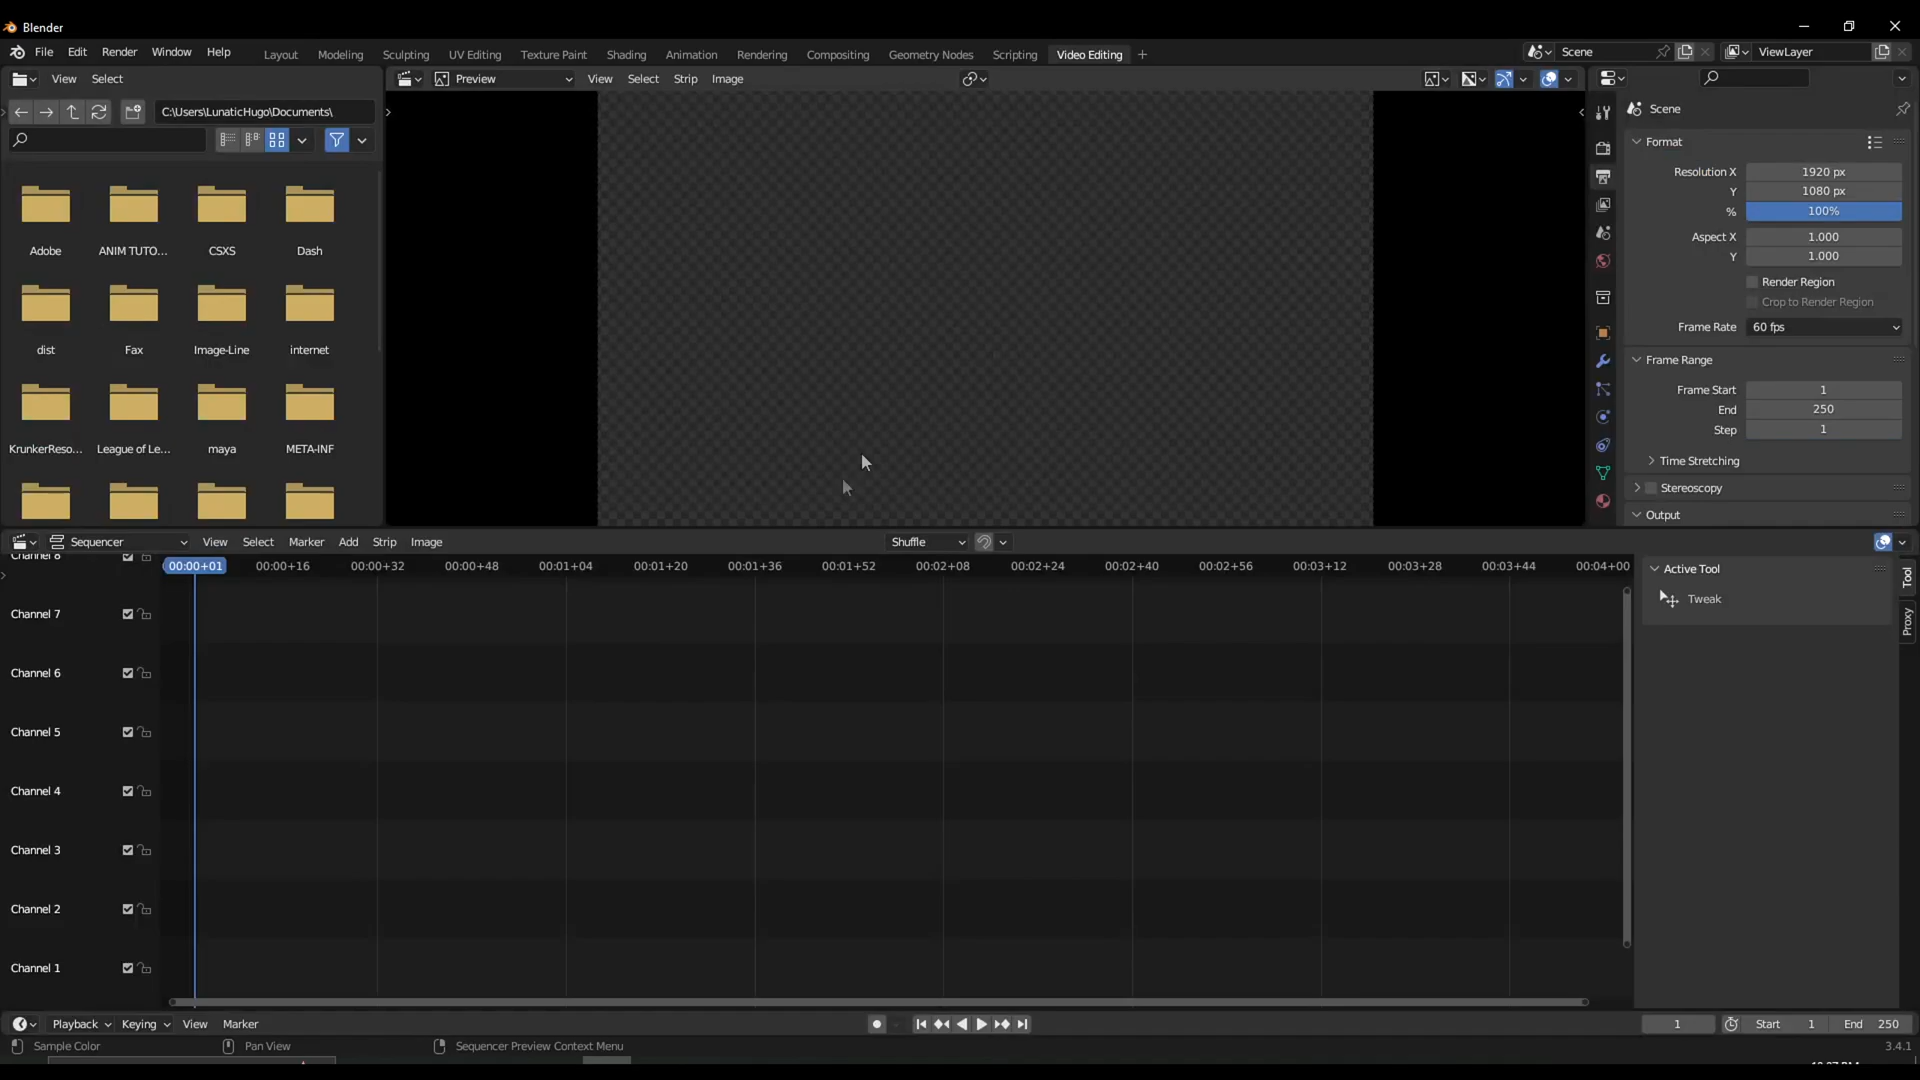 Blender
File Edit Render Window Help
Layout Modeling Sculpting UV Editing Texture Paint Shading Animation Rendering Compositing Geometry Nodes Scripting Video Editing +
Scene
ViewLayer
View Select
Preview
View Select Strip Image
C:\Users\LunaticHugo\Documents\
Adobe ANIM TUTO... CSXS Dash
dist Fax Image-Line internet
KrunkerReso... League of Le... maya META-INF
Scene
Format
Resolution X 1920 px
Y 1080 px
% 100%
Aspect X 1.000
Y 1.000
Render Region
Crop to Render Region
Frame Rate 60 fps
Frame Range
Frame Start 1
End 250
Step 1
Time Stretching
Stereoscopy
Output
Sequencer View Select Marker Add Strip Image Shuffle
00:00+01 00:00+16 00:00+32 00:00+48 00:01+04 00:01+20 00:01+36 00:01+52 00:02+08 00:02+24 00:02+40 00:02+56 00:03+12 00:03+28 00:03+44 00:04+00
Channel 8
Channel 7
Channel 6
Channel 5
Channel 4
Channel 3
Channel 2
Channel 1
Active Tool
Tweak
Tool
Proxy
Playback Keying View Marker
1 Start 1 End 250
Sample Color Pan View Sequencer Preview Context Menu 3.4.1